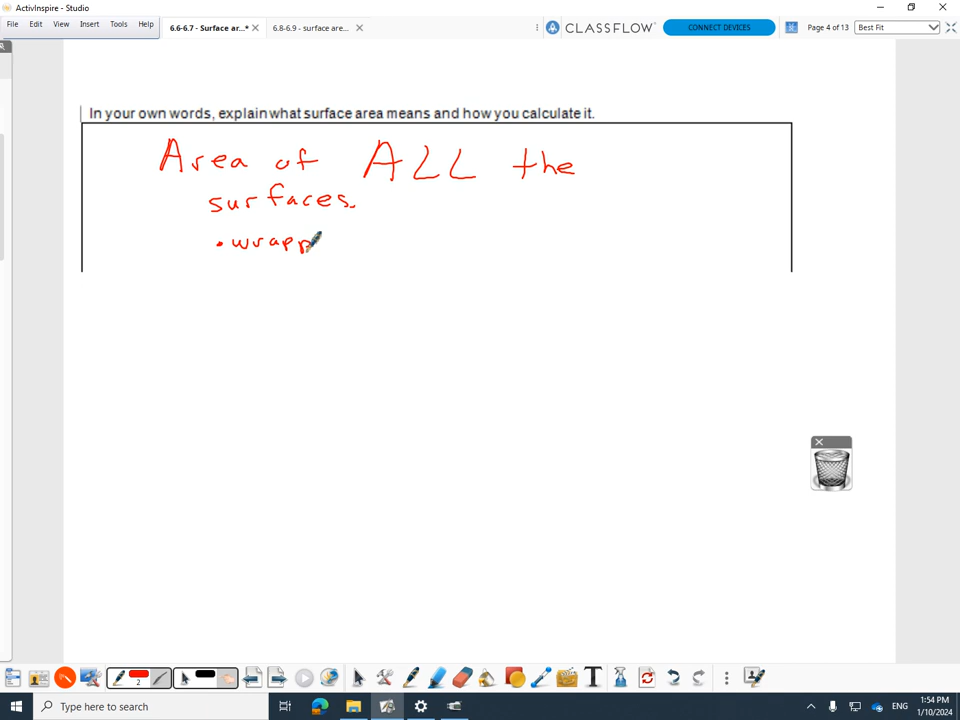 ActivInspire - Studio
File Edit View Insert Tools Help
6.6-6.7 - Surface ar...* 6.8-6.9 - surface are...
CLASSFLOW
CONNECT DEVICES
Page 4 of 13
Best Fit
In your own words, explain what surface area means and how you calculate it.
Area of ALL the
surfaces.
• wrapp
2
Type here to search
ENG
1:54 PM
1/10/2024